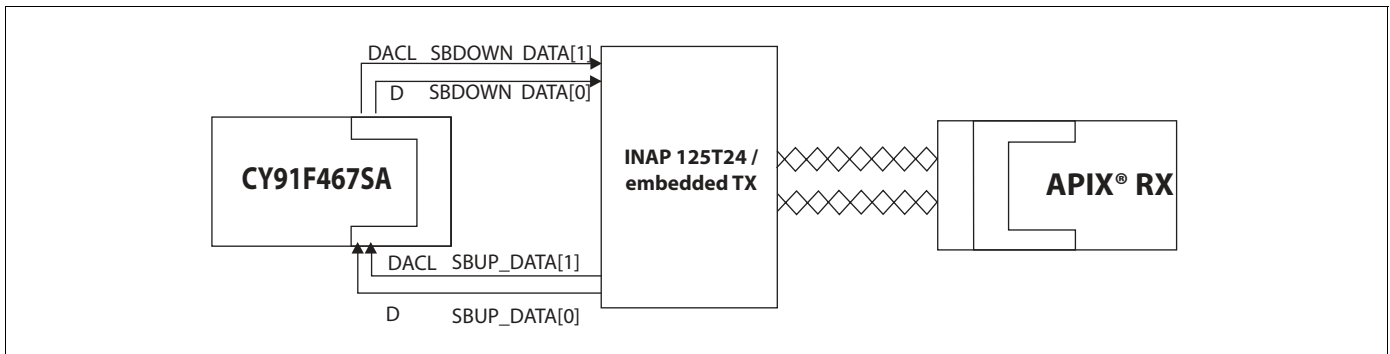 DACL SBDOWN DATA[1]
D SBDOWN DATA[0]
CY91F467SA
INAP 125T24 /
embedded TX
APIX® RX
DACL SBUP_DATA[1]
D SBUP_DATA[0]